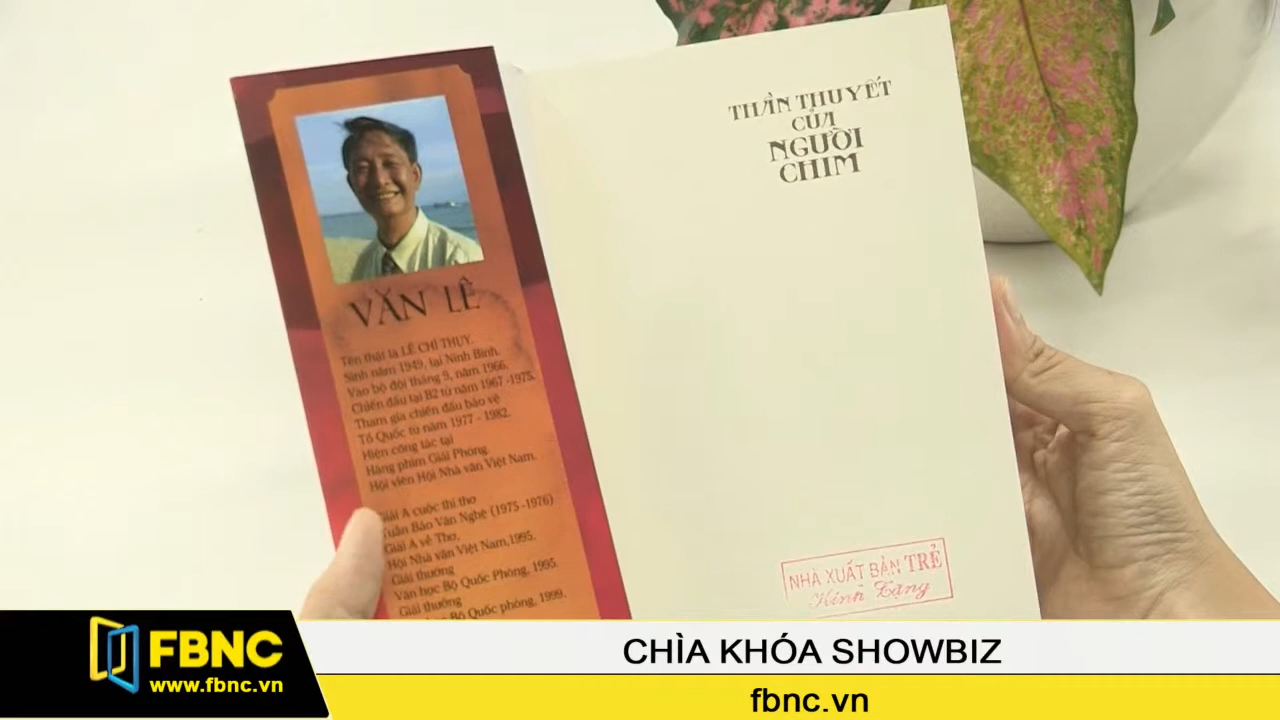 VĂN LÊ
Tên thật là LÊ CHÍ THỤY.
Sinh năm 1949, tại Ninh Bình.
Vào bộ đội tháng 9, năm 1966.
Chiến đấu tại B2 từ năm 1967 -1975.
Tham gia chiến đấu bảo vệ
Tổ Quốc từ năm 1977 - 1982.
Hiện công tác tại
Hãng phim Giải Phóng.
Hội viên Hội Nhà văn Việt Nam.
Giải A cuộc thi thơ
Tuần Báo Văn Nghệ (1975 -1976)
Giải A về Thơ,
Hội Nhà văn Việt Nam,1995.
Giải thưởng
Văn học Bộ Quốc Phòng, 1995.
Giải thưởng
học Bộ Quốc phòng, 1999.
THẦN THUYẾT
CỦA
NGƯỜI
CHIM
NHÀ XUẤT BẢN TRẺ
Kính Tặng
FBNC
www.fbnc.vn
CHÌA KHÓA SHOWBIZ
fbnc.vn